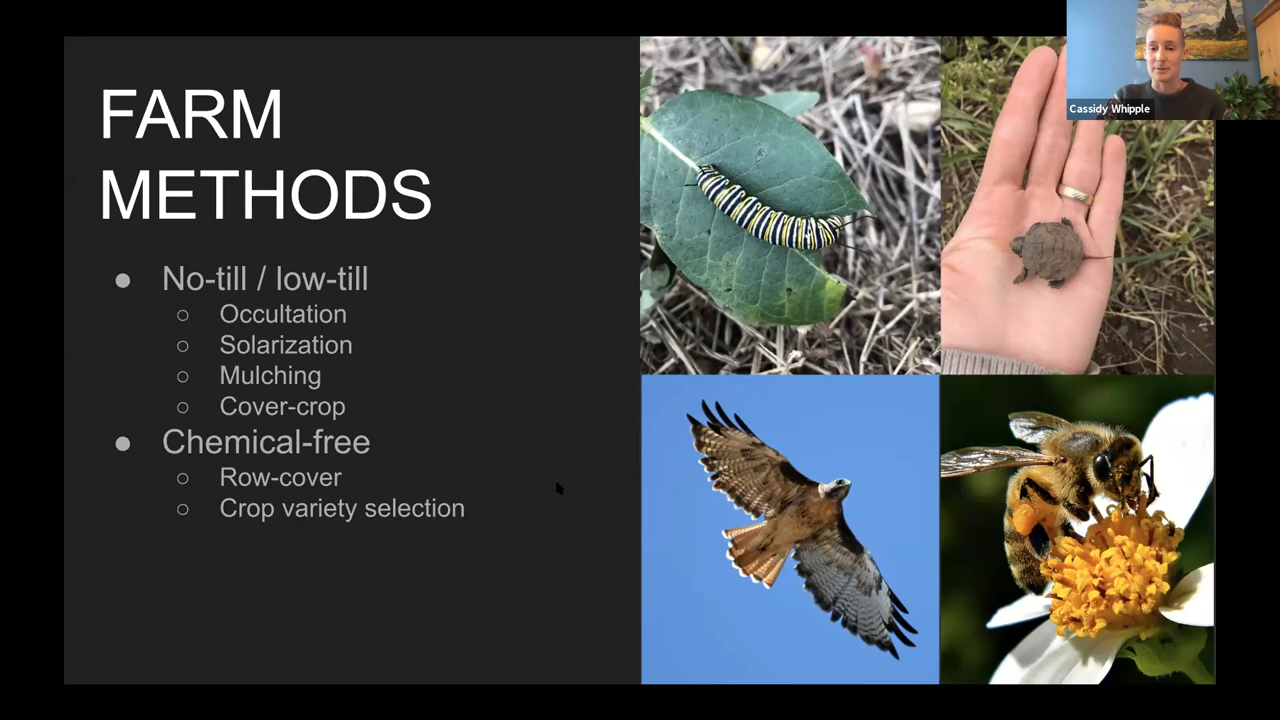 FARM
METHODS
● No-till / low-till
○ Occultation
○ Solarization
○ Mulching
○ Cover-crop
● Chemical-free
○ Row-cover
○ Crop variety selection
Cassidy Whipple